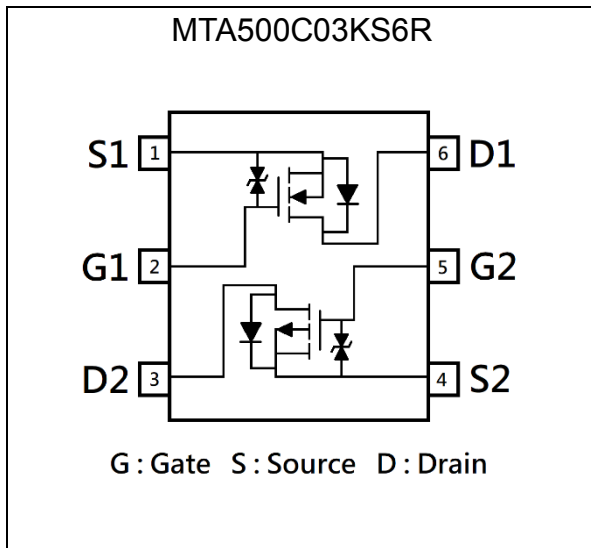 MTA500C03KS6R
S1 1 6 D1
G1 2 5 G2
D2 3 4 S2
G : Gate S : Source D : Drain